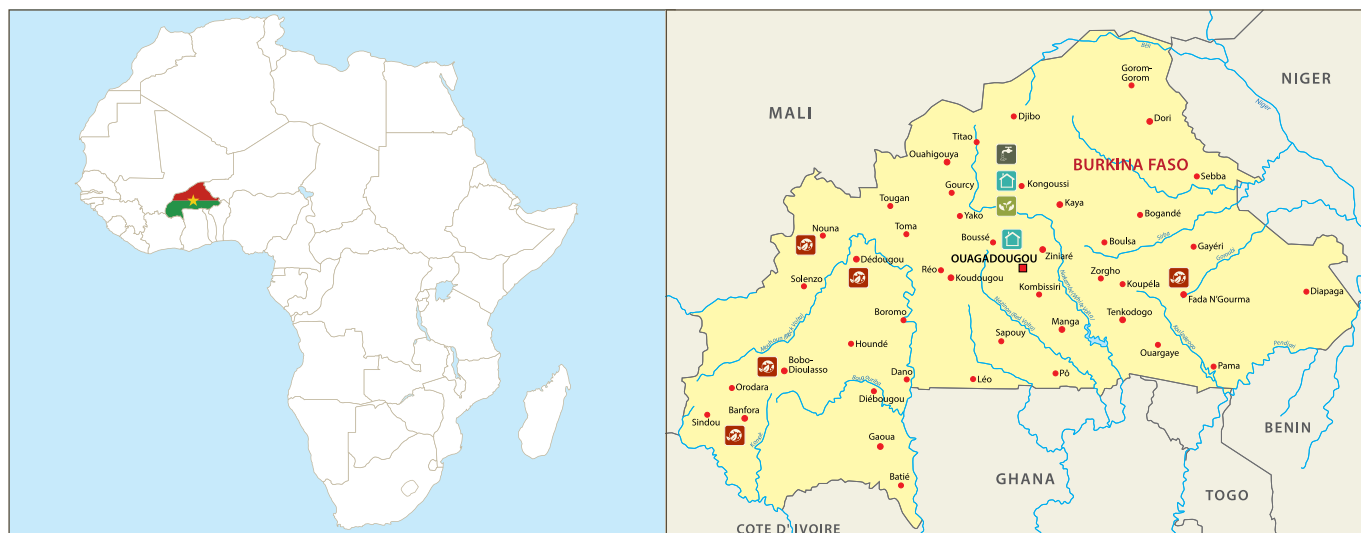 MALI
NIGER
BURKINA FASO
Béli
Niger
Gorom-
Gorom
Djibo
Dori
Titao
Ouahigouya
Sebba
Kongoussi
Gourcy
Kaya
Tougan
Yako
Bogandé
Nouna
Toma
Boussé
Boulsa
Sirba
Gayéri
OUAGADOUGOU
Ziniaré
Dédougou
Réo
Koudougou
Zorgho
Koupéla
Solenzo
Kombissiri
Fada N'Gourma
Diapaga
Boromo
Tenkodogo
Manga
Sapouy
Houndé
Ouargaye
Bobo-
Dioulasso
Pama
Dano
Léo
Pô
Orodara
Diébougou
Sindou
Banfora
Gaoua
BENIN
Batié
GHANA
TOGO
COTE D'IVOIRE